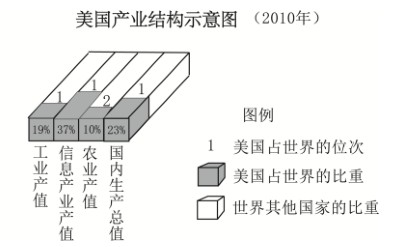 美国产业结构示意图 （2010年）
1
1
2
1
19% 37% 10% 23%
工业产值
信息产业产值
农业产值
国内生产总值
图例
1 美国占世界的位次
美国占世界的比重
世界其他国家的比重